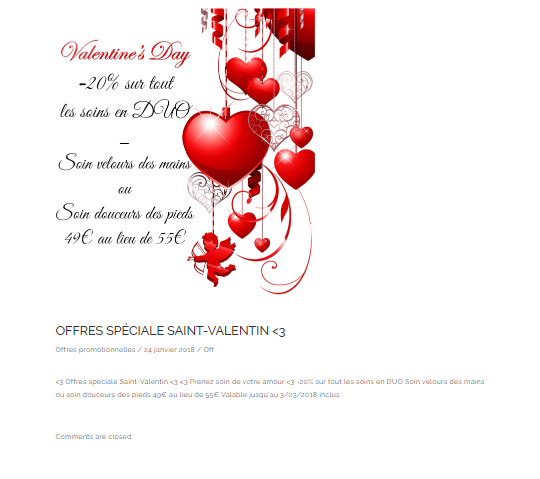 Valentine's Day
-20% sur tout
les soins en DUO
–
Soin velours des mains
ou
Soin douceurs des pieds
49€ au lieu de 55€
OFFRES SPÉCIALE SAINT-VALENTIN <3
Offres promotionnelles / 24 janvier 2018 / Off
<3 Offres spéciale Saint-Valentin <3 <3 Prenez soin de votre amour <3 -20% sur tout les soins en DUO Soin velours des mains
ou soin douceurs des pieds 49€ au lieu de 55€ Valable jusqu'au 3/03/2018 inclus
Comments are closed.